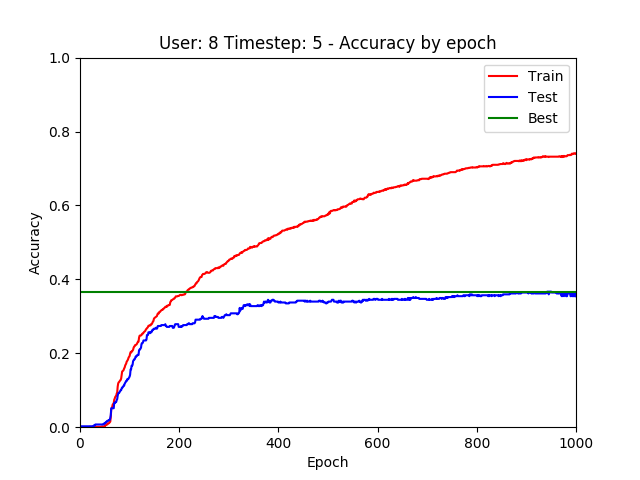 User: 8 Timestep: 5 - Accuracy by epoch
1.0
0.8
0.6
0.4
0.2
0.0
Accuracy
Train
Test
Best
0 200 400 600 800 1000
Epoch